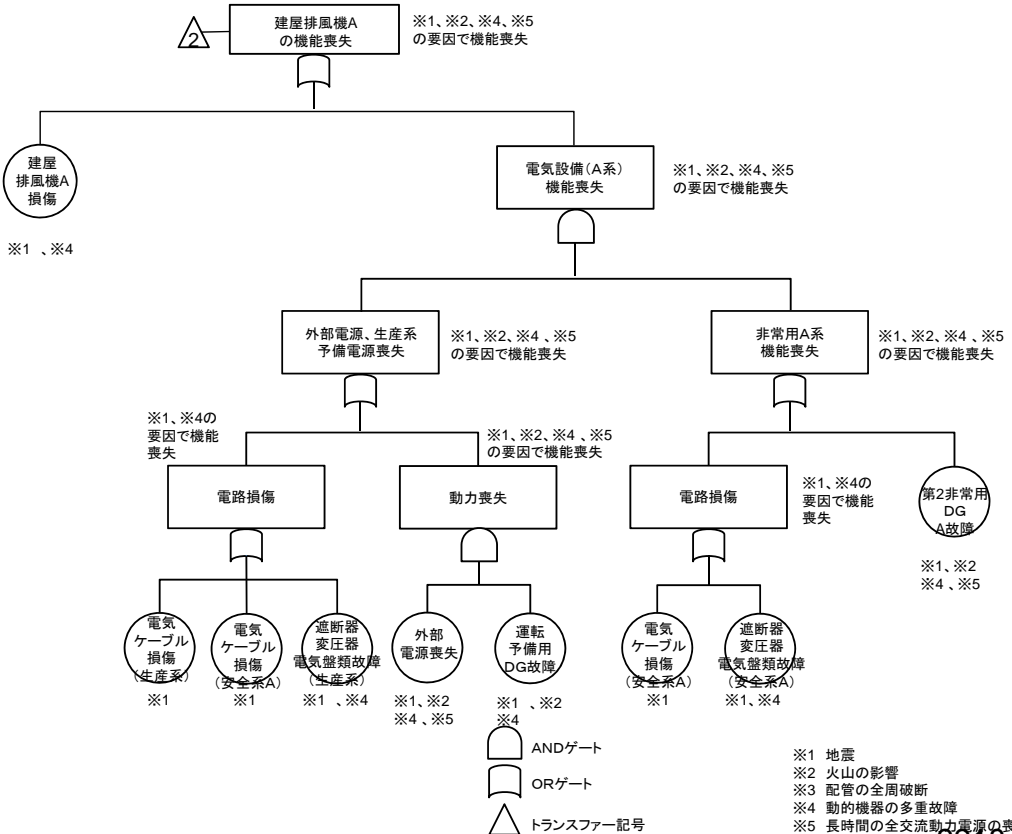 建屋排風機A
の機能喪失
※1、※2、※4、※5
の要因で機能喪失
2
建屋
排風機A
損傷
※1 、※4
電気設備(A系)
機能喪失
※1、※2、※4、※5
の要因で機能喪失
外部電源、生産系
予備電源喪失
※1、※2、※4 、※5
の要因で機能喪失
非常用A系
機能喪失
※1、※2、※4 、※5
の要因で機能喪失
※1、※4の
要因で機能
喪失
電路損傷
※1、※2、※4 、※5
の要因で機能喪失
動力喪失
電路損傷
※1、※4の
要因で機能
喪失
第2非常用
DG
A故障
※1、※2
※4 、※5
電気
ケーブル
損傷
(生産系)
※1
電気
ケーブル
損傷
(安全系A)
※1
遮断器
変圧器
電気盤類故障
(生産系)
※1 、※4
外部
電源喪失
※1、※2
※4 、※5
運転
予備用
DG故障
※1 、※2
※4
電気
ケーブル
損傷
(安全系A)
※1
遮断器
変圧器
電気盤類故障
(安全系A)
※1、※4
ANDゲート
ORゲート
トランスファー記号
※1 地震
※2 火山の影響
※3 配管の全周破断
※4 動的機器の多重故障
※5 長時間の全交流動力電源の喪